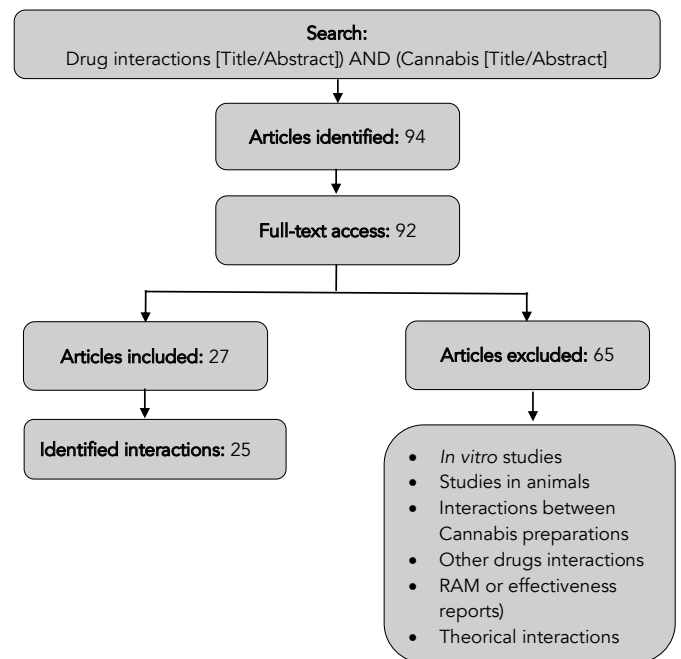 Search:
Drug interactions [Title/Abstract]) AND (Cannabis [Title/Abstract]
Articles identified: 94
Full-text access: 92
Articles included: 27
Identified interactions: 25
Articles excluded: 65
• In vitro studies
• Studies in animals
• Interactions between
Cannabis preparations
• Other drugs interactions
• RAM or effectiveness
reports)
• Theorical interactions